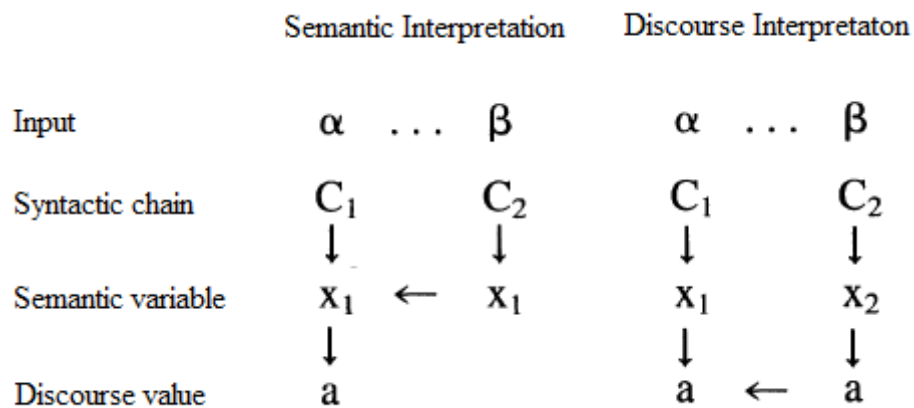 Semantic Interpretation Discourse Interpretaton
Input α ... β α ... β
Syntactic chain C₁ C₂ C₁ C₂
↓ ↓ ↓ ↓
Semantic variable x₁ ← x₁ x₁ x₂
↓ ↓ ↓
Discourse value a a ← a